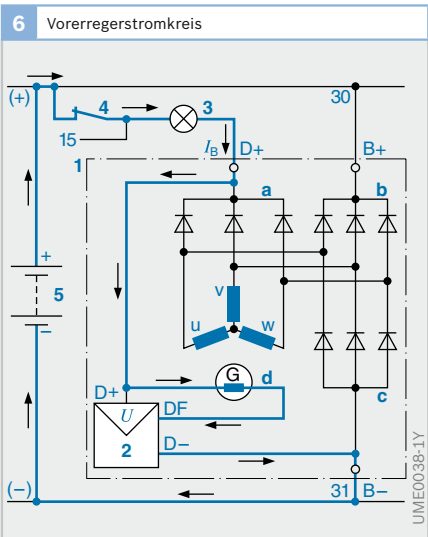 6 Vorerregerstromkreis
(+)
30
4
3
15
I_B
D+
B+
1
a
b
+
5
–
v
u
w
G
d
D+
U
DF
2
D–
c
(–)
31
B–
UME0038-1Y